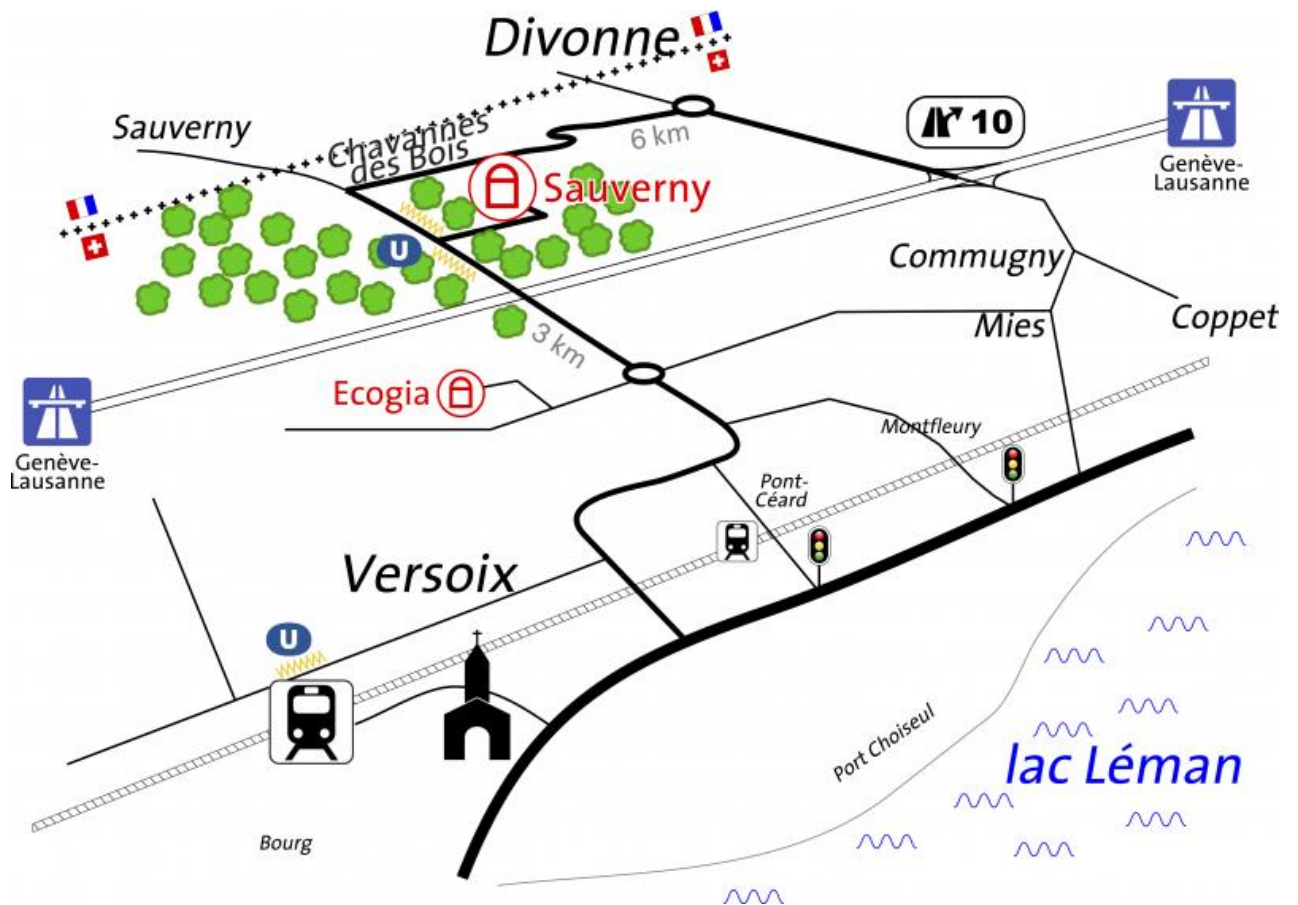 Divonne
Sauverny
Chavannes
des Bois
6 km
10
Genève-
Lausanne
Sauverny
U
Commugny
Coppet
Mies
3 km
Ecogia
Genève-
Lausanne
Montfleury
Pont-
Céard
Versoix
U
Port Choiseul
lac Léman
Bourg